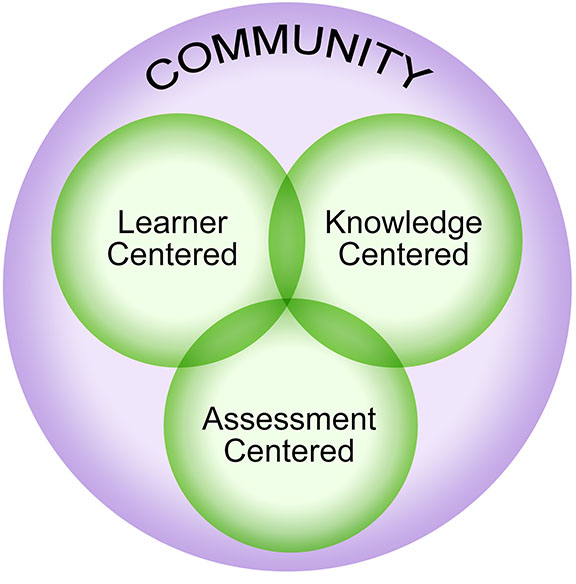 COMMUNITY
Learner
Centered
Knowledge
Centered
Assessment
Centered